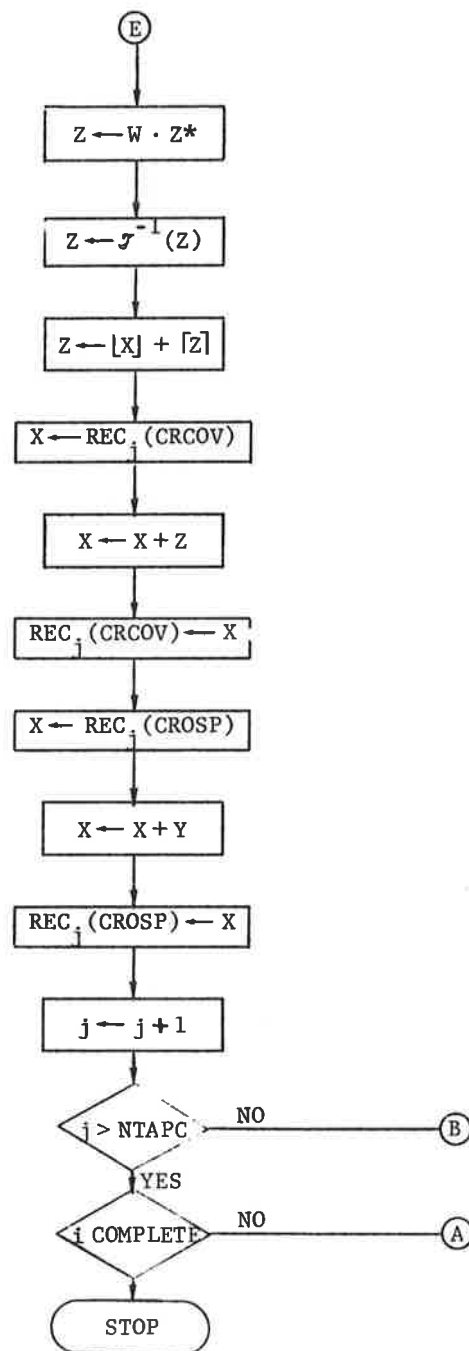 E
Z ← W · Z*
Z ← 𝒯⁻¹ (Z)
Z ← ⌊X⌋ + ⌈Z⌉
X ← REC_j (CRCOV)
X ← X + Z
REC_j (CRCOV) ← X
X ← REC_j (CROSP)
X ← X + Y
REC_j (CROSP) ← X
j ← j + 1
j > NTAPC NO B
YES
i COMPLETE NO A
STOP